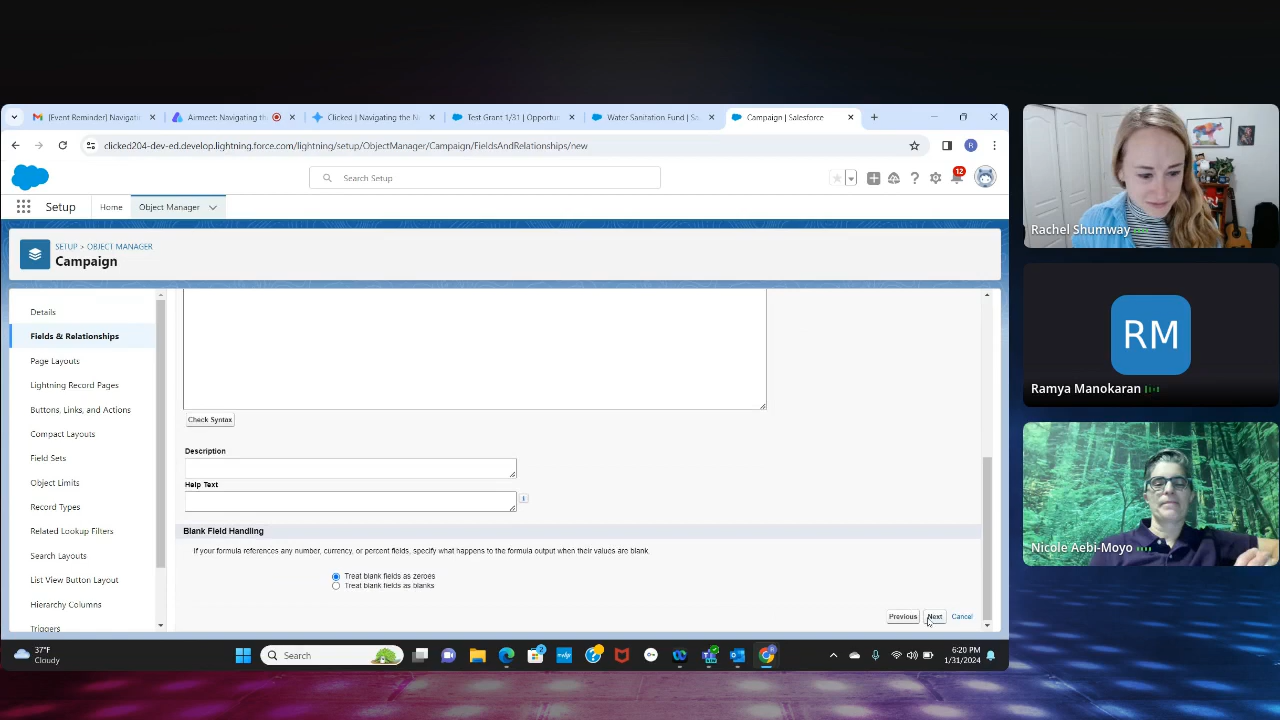 [Event Reminder] Navigati
Airmeet: Navigating th
Clicked | Navigating the N
Test Grant 1/31 | Opportun
Water Sanitation Fund | Sa
Campaign | Salesforce
clicked204-dev-ed.develop.lightning.force.com/lightning/setup/ObjectManager/Campaign/FieldsAndRelationships/new
R
Search Setup
12
Setup
Home
Object Manager
SETUP > OBJECT MANAGER
Campaign
Details
Fields & Relationships
Page Layouts
Lightning Record Pages
Buttons, Links, and Actions
Compact Layouts
Field Sets
Object Limits
Record Types
Related Lookup Filters
Search Layouts
List View Button Layout
Hierarchy Columns
Triggers
Check Syntax
Description
Help Text
Blank Field Handling
If your formula references any number, currency, or percent fields, specify what happens to the formula output when their values are blank.
Treat blank fields as zeroes
Treat blank fields as blanks
Previous
Next
Cancel
37°F
Cloudy
Search
6:20 PM
1/31/2024
Rachel Shumway
RM
Ramya Manokaran
Nicole Aebi-Moyo